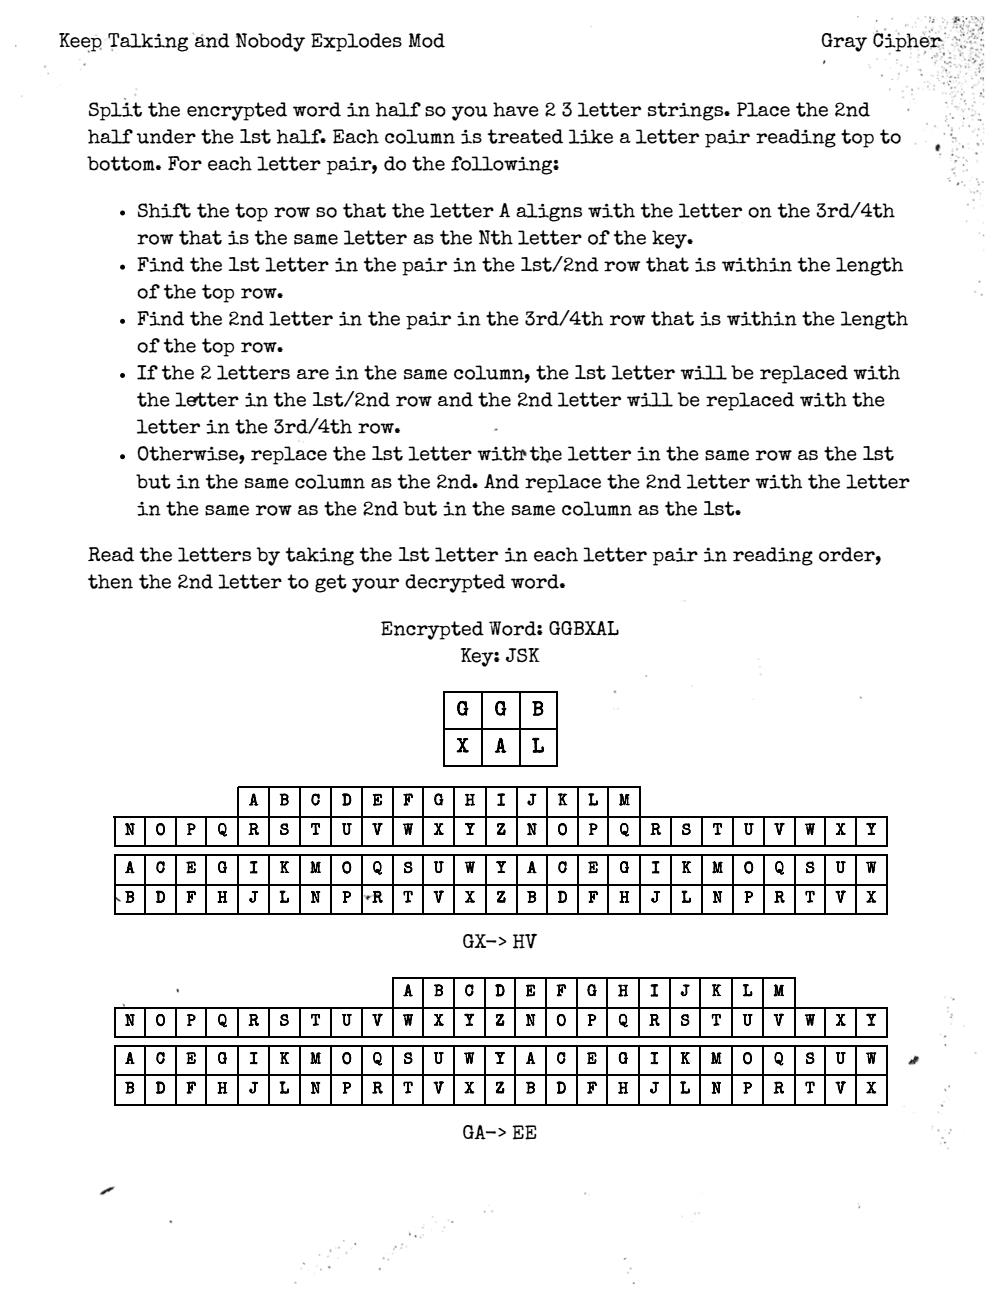 Keep Talking and Nobody Explodes Mod Gray Cipher
Split the encrypted word in half so you have 2 3 letter strings. Place the 2nd
half under the 1st half. Each column is treated like a letter pair reading top to
bottom. For each letter pair, do the following:
• Shift the top row so that the letter A aligns with the letter on the 3rd/4th
row that is the same letter as the Nth letter of the key.
• Find the 1st letter in the pair in the 1st/2nd row that is within the length
of the top row.
• Find the 2nd letter in the pair in the 3rd/4th row that is within the length
of the top row.
• If the 2 letters are in the same column, the 1st letter will be replaced with
the letter in the 1st/2nd row and the 2nd letter will be replaced with the
letter in the 3rd/4th row.
• Otherwise, replace the 1st letter with the letter in the same row as the 1st
but in the same column as the 2nd. And replace the 2nd letter with the letter
in the same row as the 2nd but in the same column as the 1st.
Read the letters by taking the 1st letter in each letter pair in reading order,
then the 2nd letter to get your decrypted word.
Encrypted Word: GGBXAL
Key: JSK
G G B
X A L
A B C D E F G H I J K L M
N O P Q R S T U V W X Y Z N O P Q R S T U V W X Y
A C E G I K M O Q S U W Y A C E G I K M O Q S U W
B D F H J L N P R T V X Z B D F H J L N P R T V X
GX-> HV
A B C D E F G H I J K L M
N O P Q R S T U V W X Y Z N O P Q R S T U V W X Y
A C E G I K M O Q S U W Y A C E G I K M O Q S U W
B D F H J L N P R T V X Z B D F H J L N P R T V X
GA-> EE